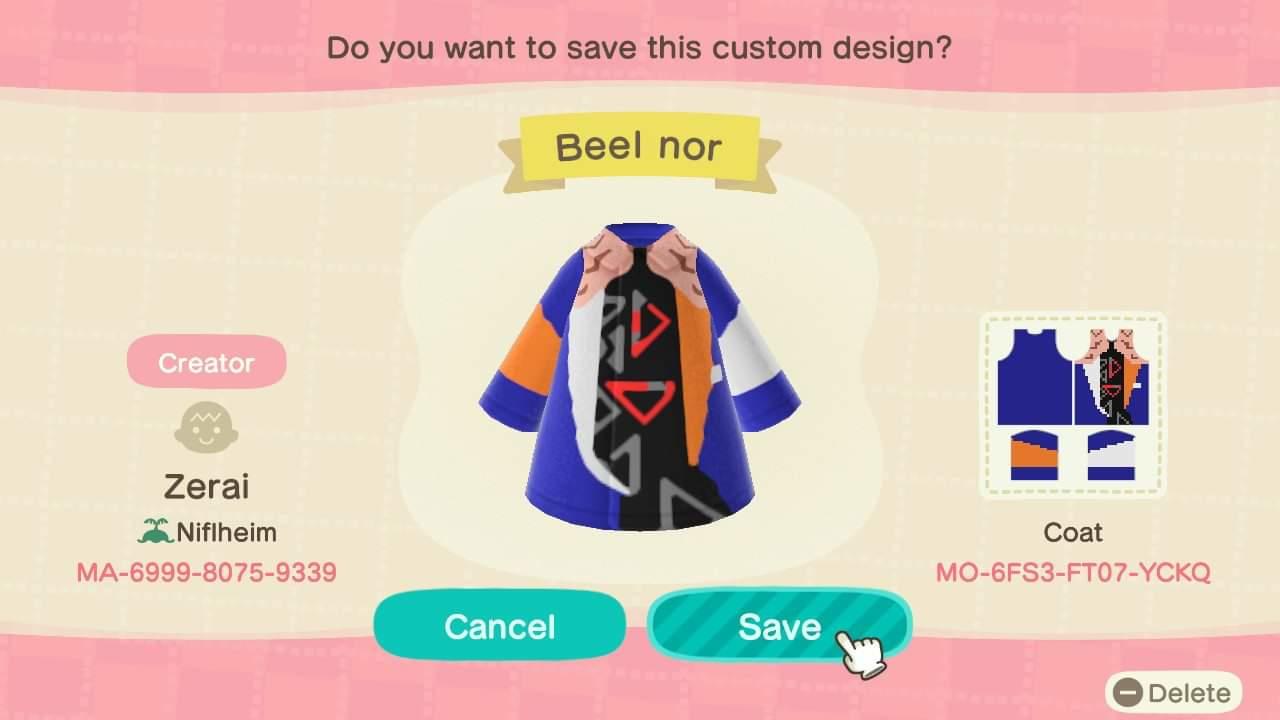 Do you want to save this custom design?
Beel nor
Creator
Zerai
Niflheim
MA-6999-8075-9339
Coat
MO-6FS3-FT07-YCKQ
Cancel
Save
Delete